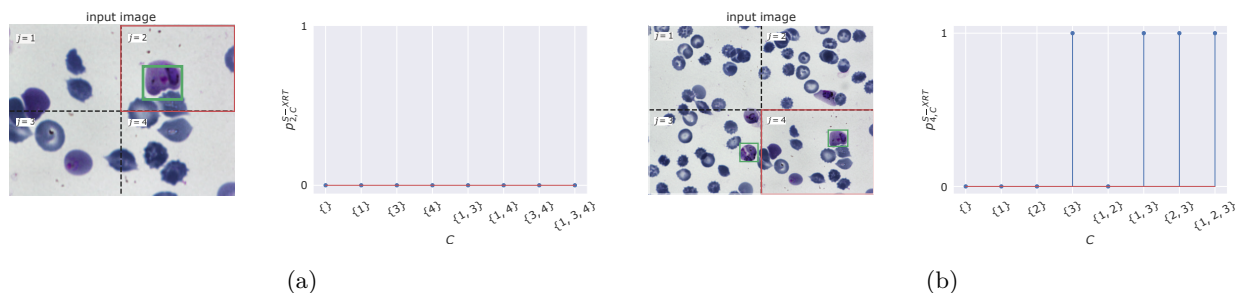 input image
j = 1
j = 2
j = 3
j = 4
1
0
p^{S-XRT}_{2,C}
{}
{1}
{3}
{4}
{1, 3}
{1, 4}
{3, 4}
{1, 3, 4}
C
(a)
input image
j = 1
j = 2
j = 3
j = 4
1
0
p^{S-XRT}_{4,C}
{}
{1}
{2}
{3}
{1, 2}
{1, 3}
{2, 3}
{1, 2, 3}
C
(b)